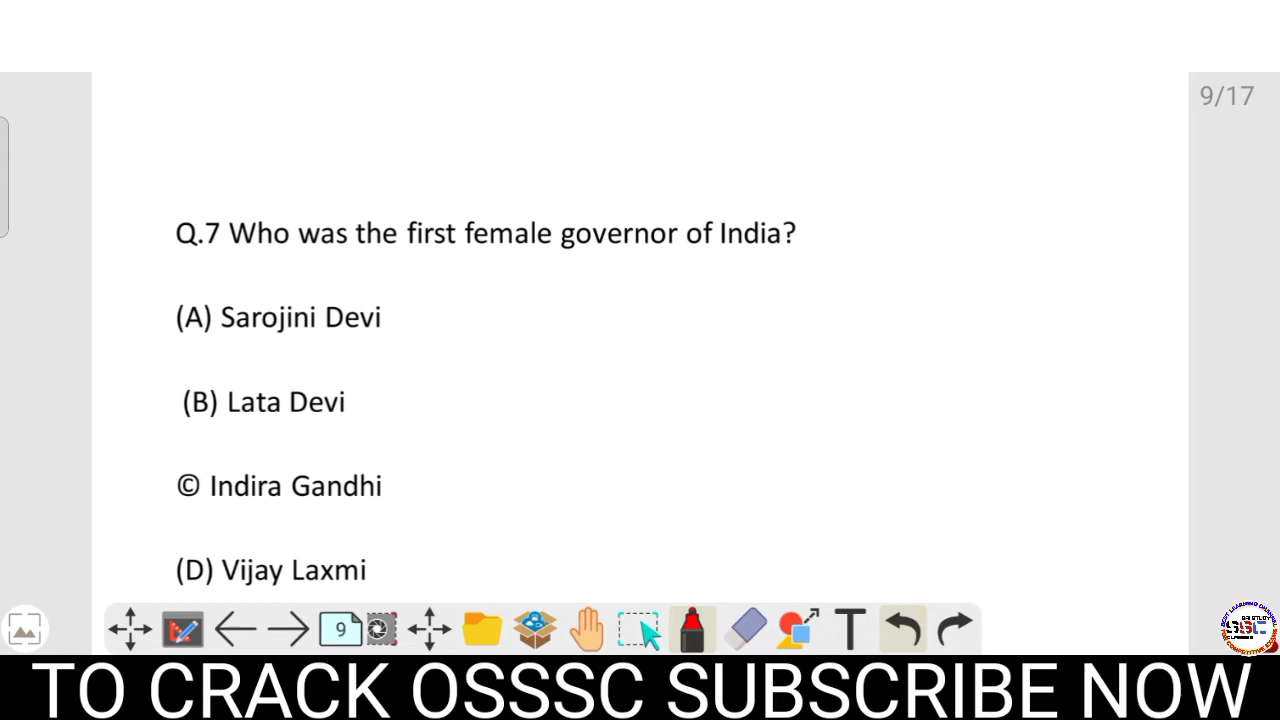 9/17
Q.7 Who was the first female governor of India?
(A) Sarojini Devi
(B) Lata Devi
© Indira Gandhi
(D) Vijay Laxmi
9
T
SSC
TO CRACK OSSSC SUBSCRIBE NOW